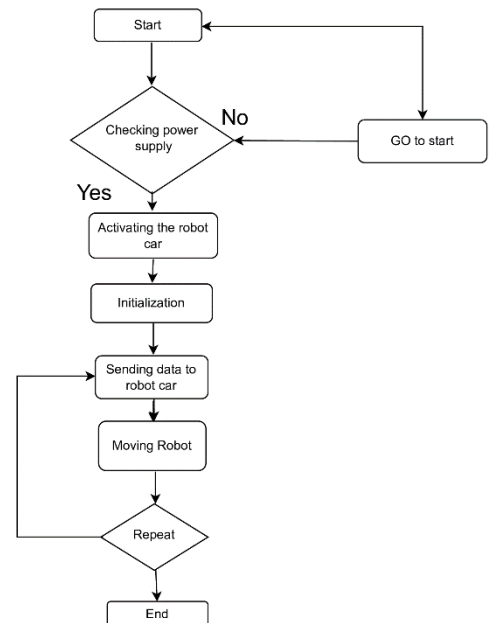 Start
Checking power
supply
No
GO to start
Yes
Activating the robot
car
Initialization
Sending data to
robot car
Moving Robot
Repeat
End